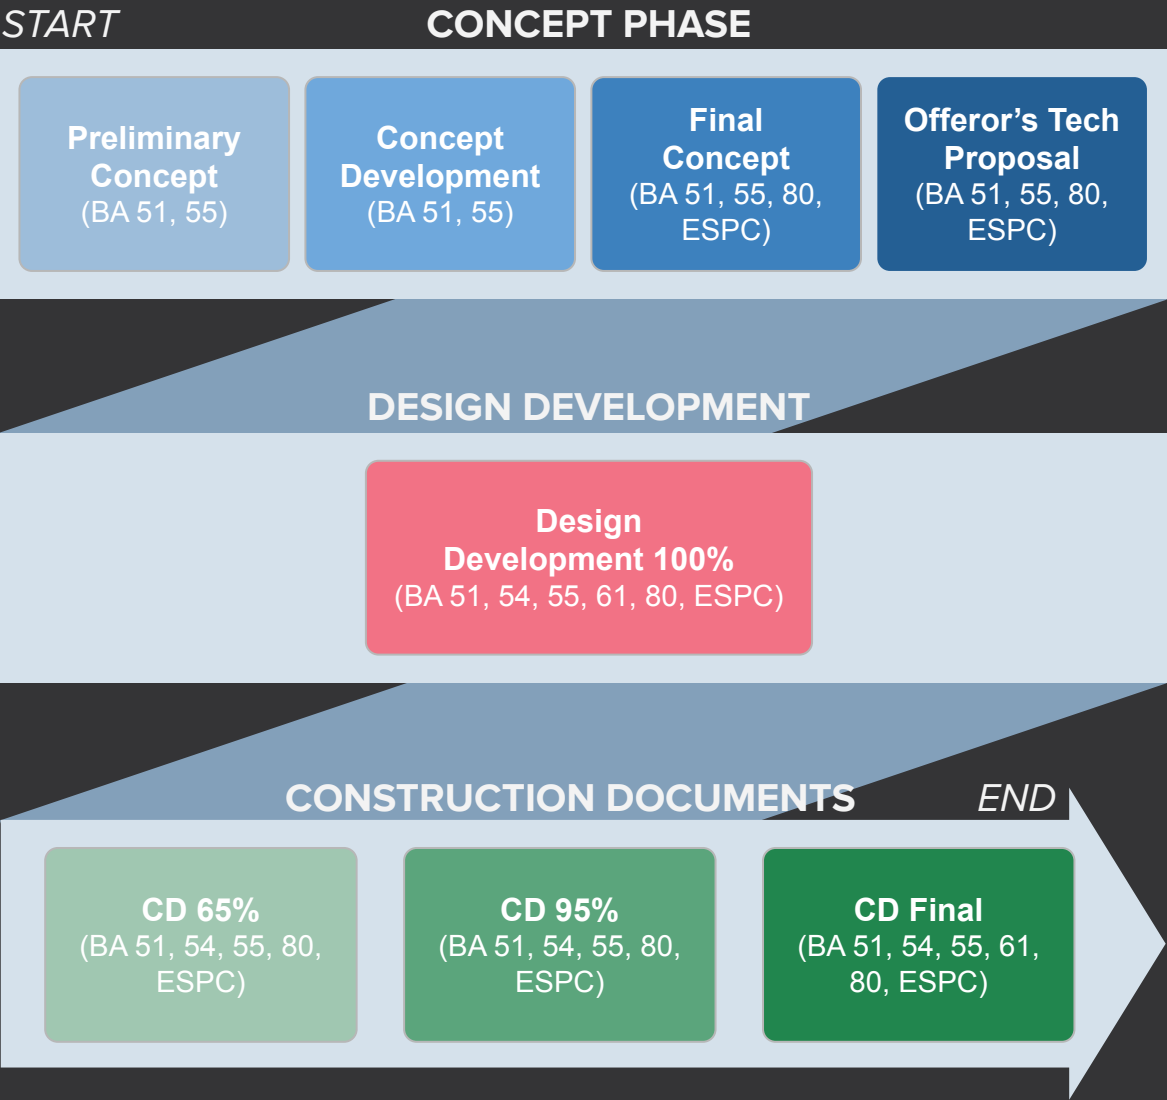 START
CONCEPT PHASE
Preliminary
Concept
(BA 51, 55)
Concept
Development
(BA 51, 55)
Final
Concept
(BA 51, 55, 80,
ESPC)
Offeror’s Tech
Proposal
(BA 51, 55, 80,
ESPC)
DESIGN DEVELOPMENT
Design
Development 100%
(BA 51, 54, 55, 61, 80, ESPC)
CONSTRUCTION DOCUMENTS
END
CD 65%
(BA 51, 54, 55, 80,
ESPC)
CD 95%
(BA 51, 54, 55, 80,
ESPC)
CD Final
(BA 51, 54, 55, 61,
80, ESPC)